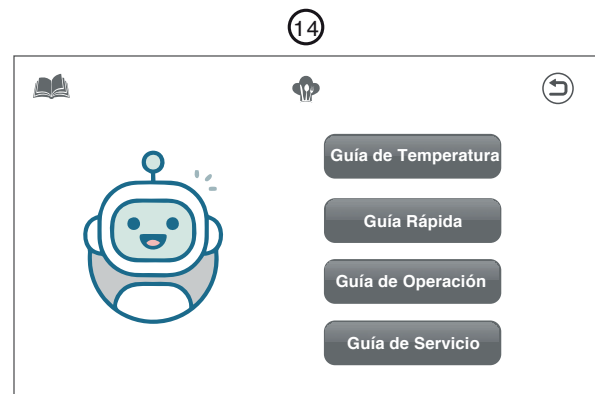 14
Guía de Temperatura
Guía Rápida
Guía de Operación
Guía de Servicio